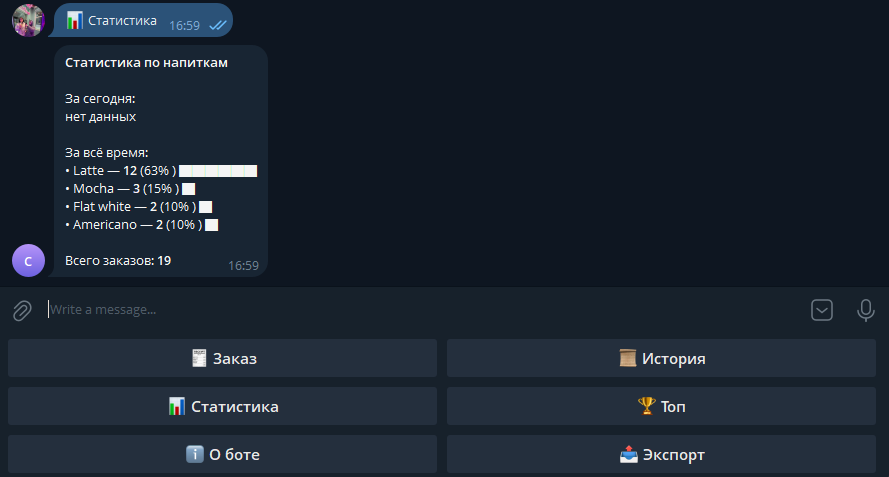 📊 Статистика 16:59
Статистика по напиткам
За сегодня:
нет данных
За всё время:
• Latte — 12 (63% ) ██████
• Mocha — 3 (15% ) █
• Flat white — 2 (10% ) █
• Americano — 2 (10% ) █
Всего заказов: 19 16:59
C
Write a message...
🧾 Заказ
📜 История
📊 Статистика
🏆 Топ
ℹ️ О боте
📤 Экспорт